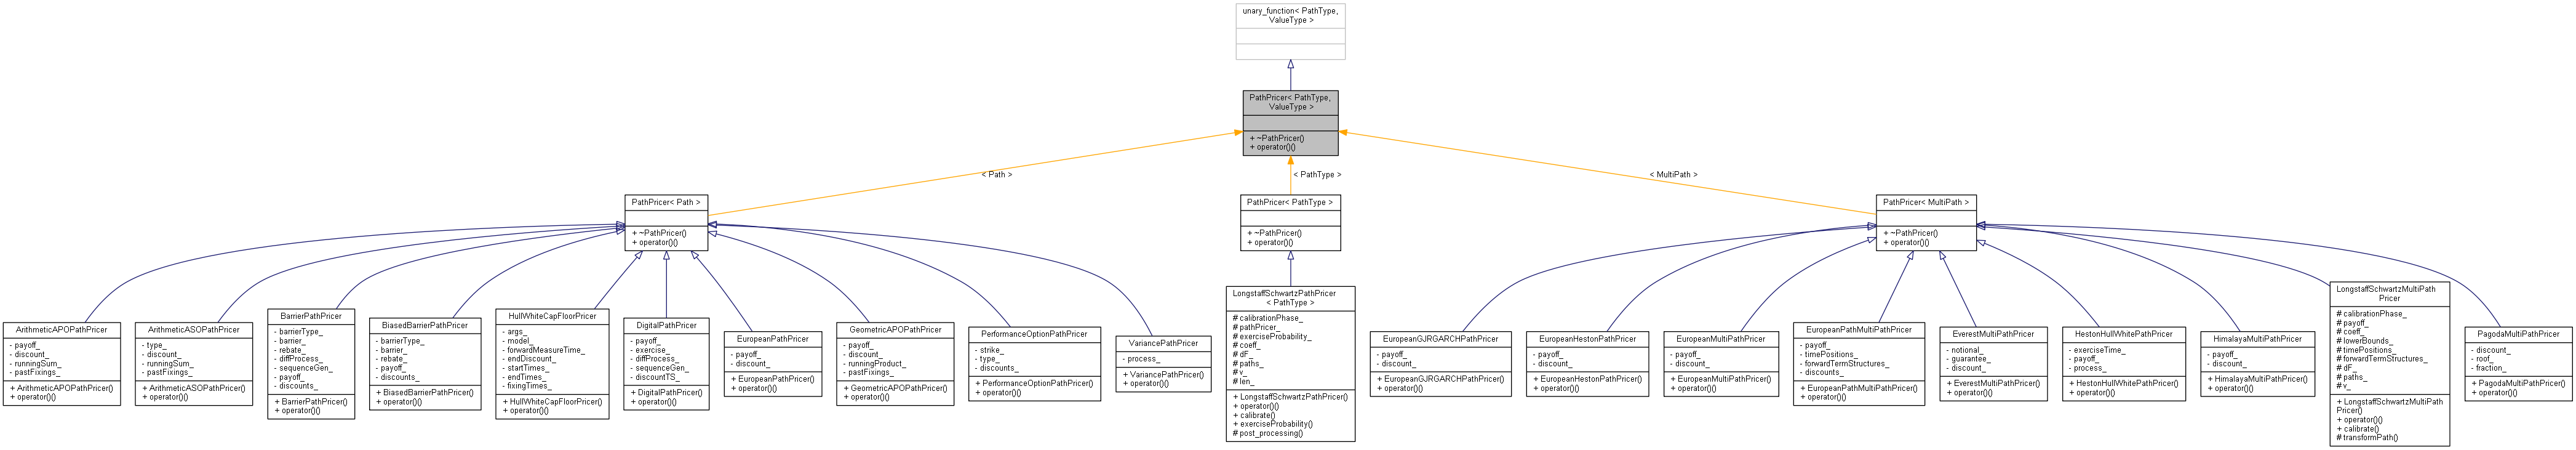 unary_function< PathType,
ValueType >
PathPricer< PathType,
ValueType >
+ ~PathPricer()
+ operator()()
< Path >
< PathType >
< MultiPath >
PathPricer< Path >
+ ~PathPricer()
+ operator()()
PathPricer< PathType >
+ ~PathPricer()
+ operator()()
PathPricer< MultiPath >
+ ~PathPricer()
+ operator()()
ArithmeticAPOPathPricer
- payoff_
- discount_
- runningSum_
- pastFixings_
+ ArithmeticAPOPathPricer()
+ operator()()
ArithmeticASOPathPricer
- type_
- discount_
- runningSum_
- pastFixings_
+ ArithmeticASOPathPricer()
+ operator()()
BarrierPathPricer
- barrierType_
- barrier_
- rebate_
- diffProcess_
- sequenceGen_
- payoff_
- discounts_
+ BarrierPathPricer()
+ operator()()
BiasedBarrierPathPricer
- barrierType_
- barrier_
- rebate_
- payoff_
- discounts_
+ BiasedBarrierPathPricer()
+ operator()()
HullWhiteCapFloorPricer
- args_
- model_
- forwardMeasureTime_
- endDiscount_
- startTimes_
- endTimes_
- fixingTimes_
+ HullWhiteCapFloorPricer()
+ operator()()
DigitalPathPricer
- payoff_
- exercise_
- diffProcess_
- sequenceGen_
- discountTS_
+ DigitalPathPricer()
+ operator()()
EuropeanPathPricer
- payoff_
- discount_
+ EuropeanPathPricer()
+ operator()()
GeometricAPOPathPricer
- payoff_
- discount_
- runningProduct_
- pastFixings_
+ GeometricAPOPathPricer()
+ operator()()
PerformanceOptionPathPricer
- strike_
- type_
- discounts_
+ PerformanceOptionPathPricer()
+ operator()()
VariancePathPricer
- process_
+ VariancePathPricer()
+ operator()()
LongstaffSchwartzPathPricer
< PathType >
# calibrationPhase_
# pathPricer_
# exerciseProbability_
# coeff_
# dF_
# paths_
# v_
# len_
+ LongstaffSchwartzPathPricer()
+ operator()()
+ calibrate()
+ exerciseProbability()
# post_processing()
EuropeanGJRGARCHPathPricer
- payoff_
- discount_
+ EuropeanGJRGARCHPathPricer()
+ operator()()
EuropeanHestonPathPricer
- payoff_
- discount_
+ EuropeanHestonPathPricer()
+ operator()()
EuropeanMultiPathPricer
- payoff_
- discount_
+ EuropeanMultiPathPricer()
+ operator()()
EuropeanPathMultiPathPricer
- payoff_
- timePositions_
- forwardTermStructures_
- discounts_
+ EuropeanPathMultiPathPricer()
+ operator()()
EverestMultiPathPricer
- notional_
- guarantee_
- discount_
+ EverestMultiPathPricer()
+ operator()()
HestonHullWhitePathPricer
- exerciseTime_
- payoff_
- process_
+ HestonHullWhitePathPricer()
+ operator()()
HimalayaMultiPathPricer
- payoff_
- discount_
+ HimalayaMultiPathPricer()
+ operator()()
LongstaffSchwartzMultiPath
Pricer
# calibrationPhase_
# payoff_
# coeff_
# lowerBounds_
# timePositions_
# forwardTermStructures_
# dF_
# paths_
# v_
+ LongstaffSchwartzMultiPath
Pricer()
+ operator()()
+ calibrate()
# transformPath()
PagodaMultiPathPricer
- discount_
- roof_
- fraction_
+ PagodaMultiPathPricer()
+ operator()()